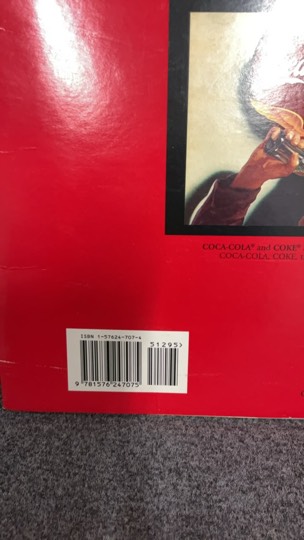 COCA-COLA® and COKE®
COCA-COLA, COKE,
ISBN 1-57624-707-4
51295>
9 781576 247075